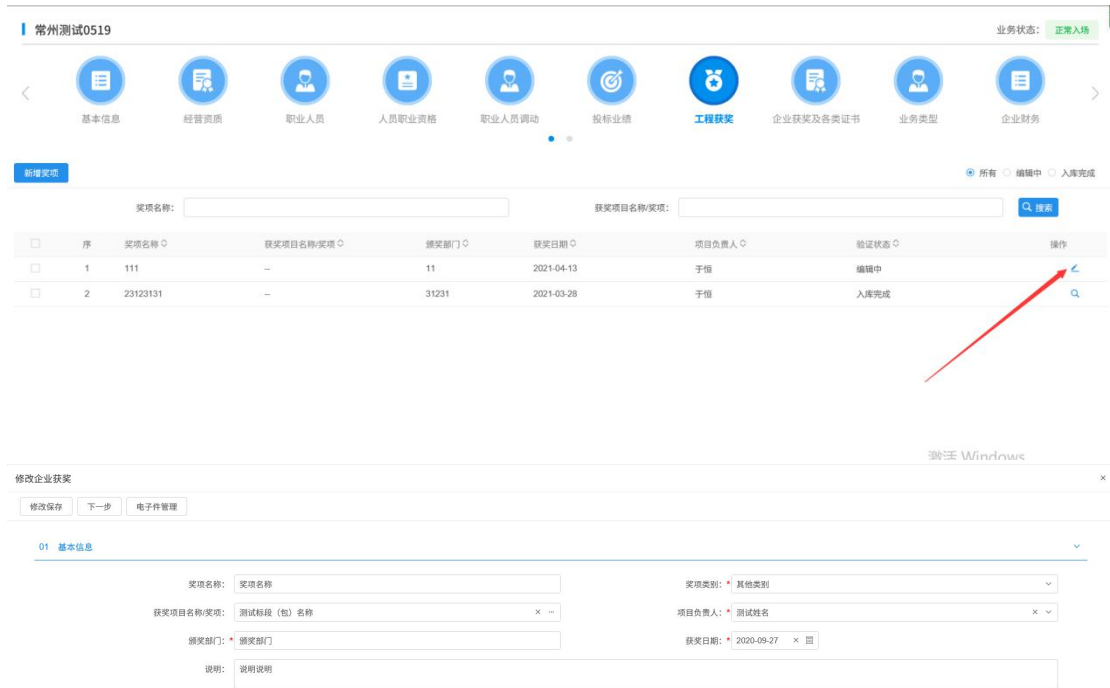 常州测试0519 业务状态： 正常入场
基本信息 经营资质 职业人员 人员职业资格 职业人员调动 投标业绩 工程获奖 企业获奖及各类证书 业务类型 企业财务
新增奖项 所有 编辑中 入库完成
奖项名称： 获奖项目名称/奖项： 搜索
序 奖项名称 获奖项目名称/奖项 颁奖部门 获奖日期 项目负责人 验证状态 操作
1 111 -- 11 2021-04-13 于恒 编辑中
2 23123131 -- 31231 2021-03-28 于恒 入库完成
激活 Windows
修改企业获奖 ×
修改保存 下一步 电子件管理
01 基本信息
奖项名称： 奖项名称 奖项类别：* 其他类别
获奖项目名称/奖项： 测试标段（包）名称 × ··· 项目负责人：* 测试姓名 ×
颁奖部门：* 颁奖部门 获奖日期：* 2020-09-27 ×
说明： 说明说明